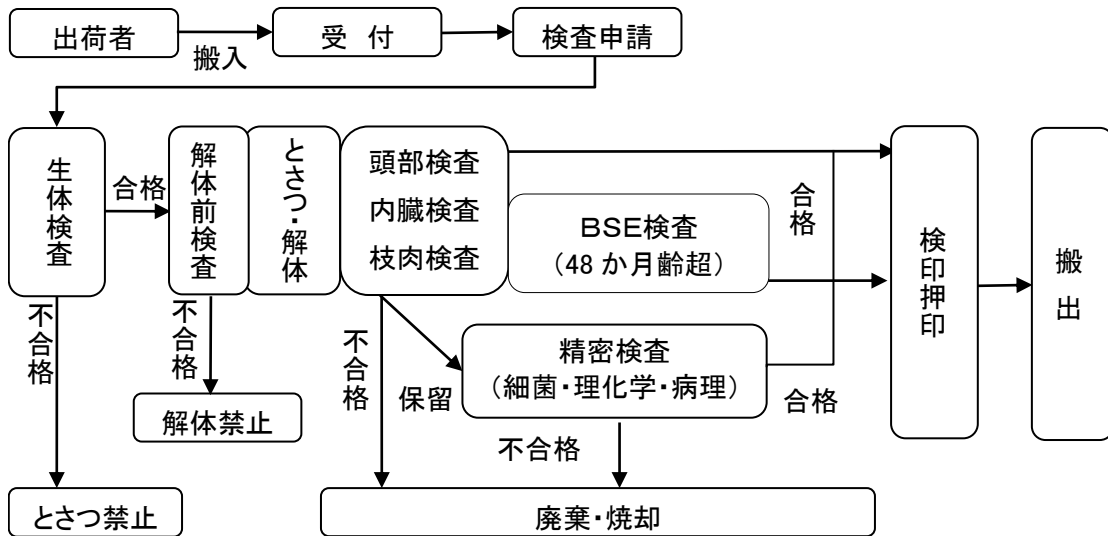 出荷者
搬入
受 付
検査申請
生体検査
合格
解体前検査
とさつ・解体
頭部検査
内臓検査
枝肉検査
BSE検査
（48 か月齢超）
合格
検印押印
搬出
不合格
不合格
不合格
保留
精密検査
（細菌・理化学・病理）
合格
解体禁止
不合格
とさつ禁止
廃棄・焼却